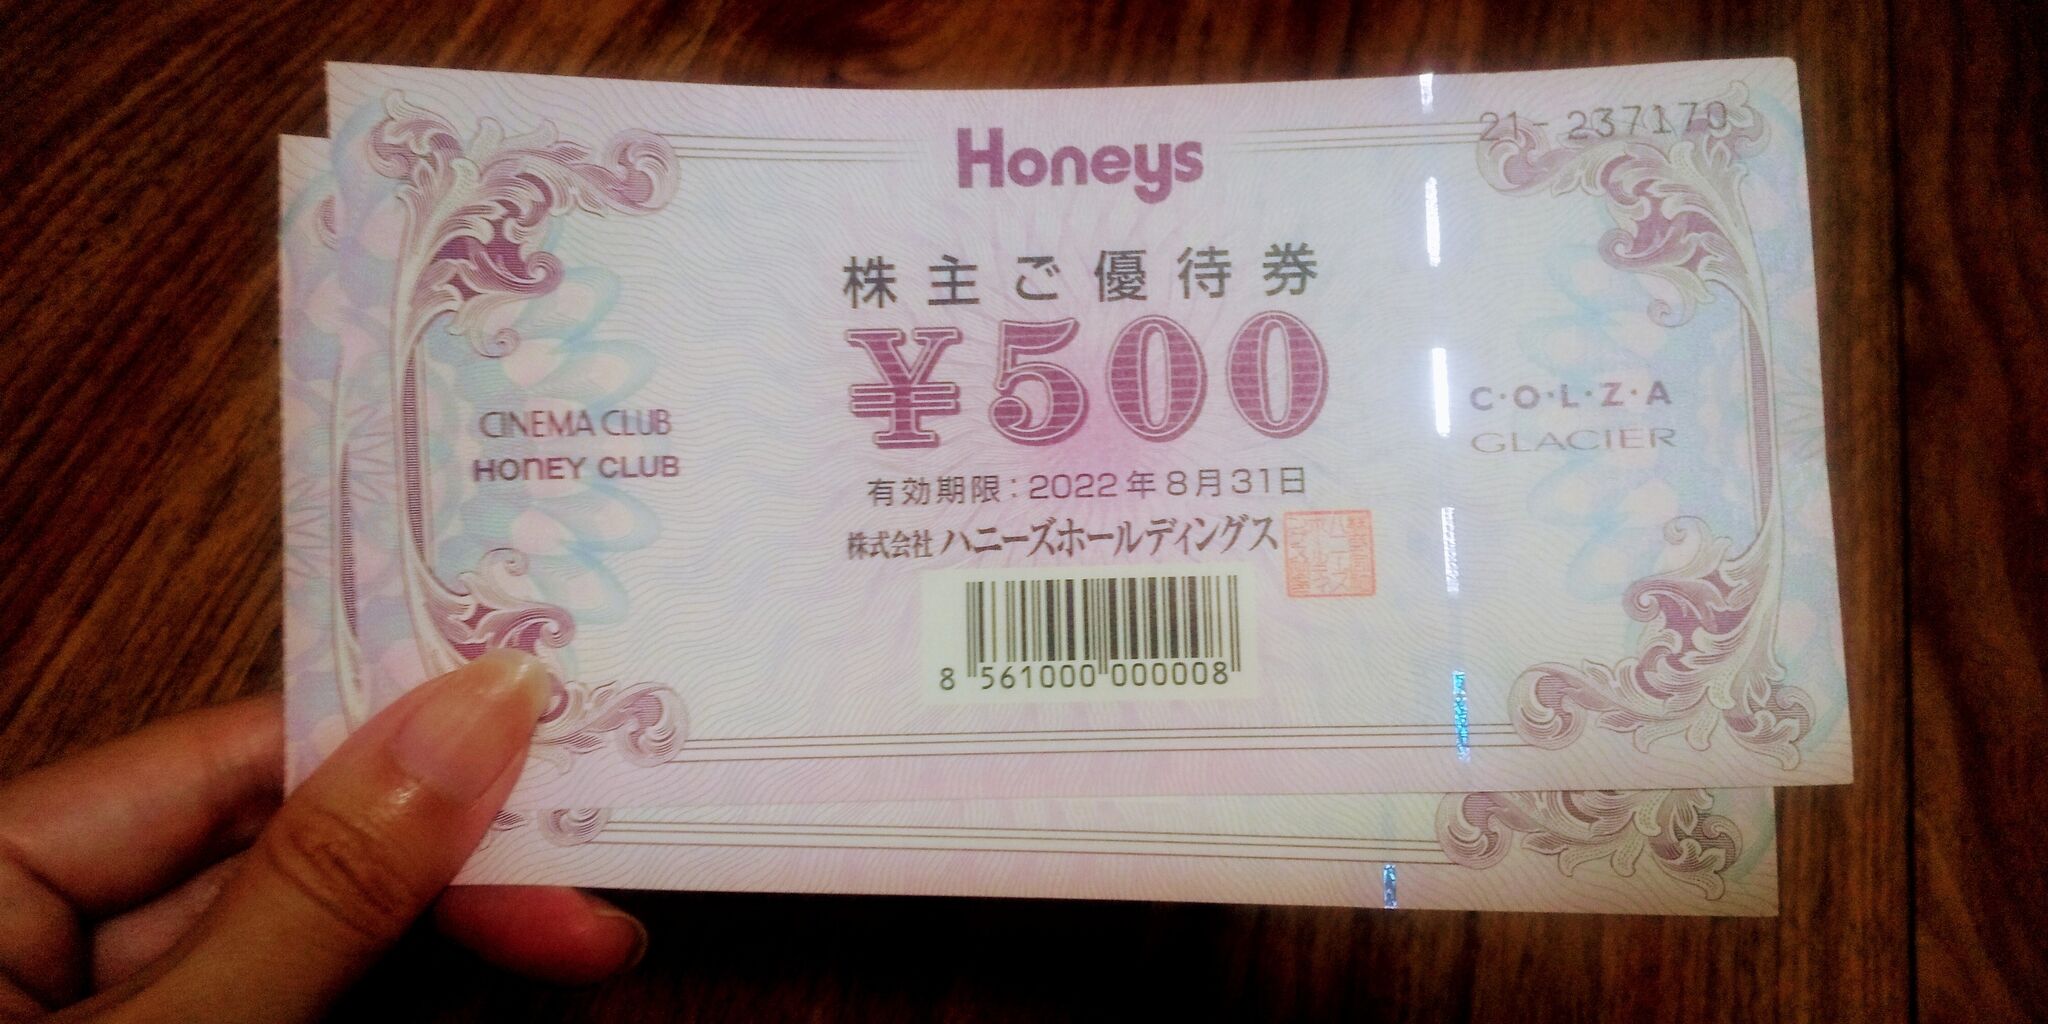 Honeys
21-237170
株主ご優待券
¥500
CINEMA CLUB
HONEY CLUB
C・O・L・Z・A
GLACIER
有効期限：2022年8月31日
株式会社ハニーズホールディングス
8 561000 000008